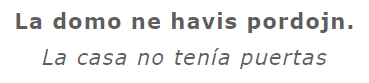 La domo ne havis pordojn.
La casa no tenía puertas